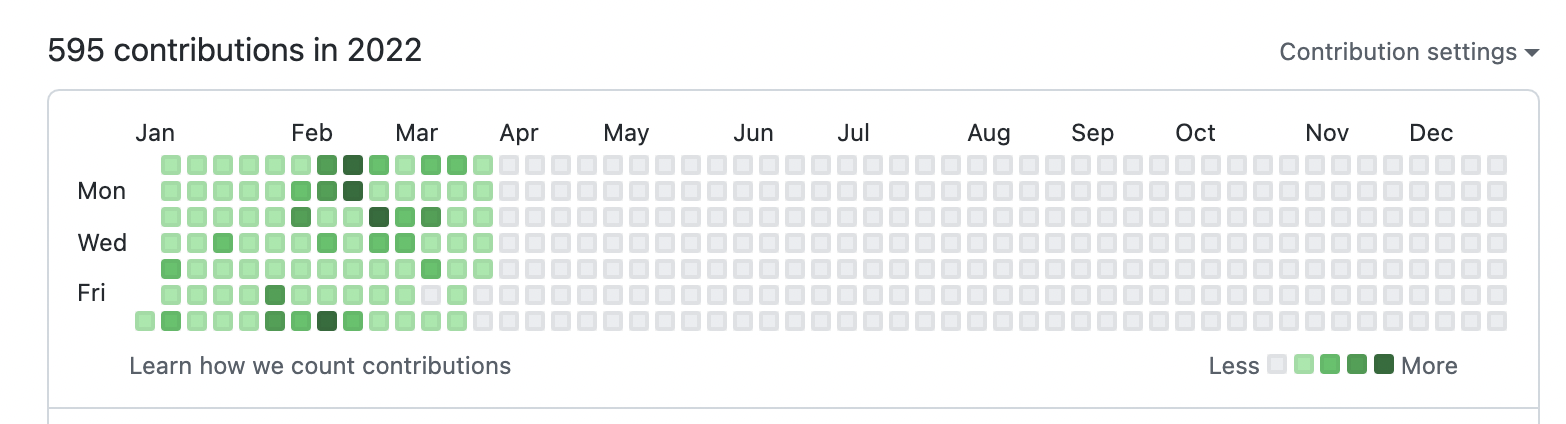 595 contributions in 2022
Contribution settings
Jan Feb Mar Apr May Jun Jul Aug Sep Oct Nov Dec
Mon
Wed
Fri
Learn how we count contributions
Less More